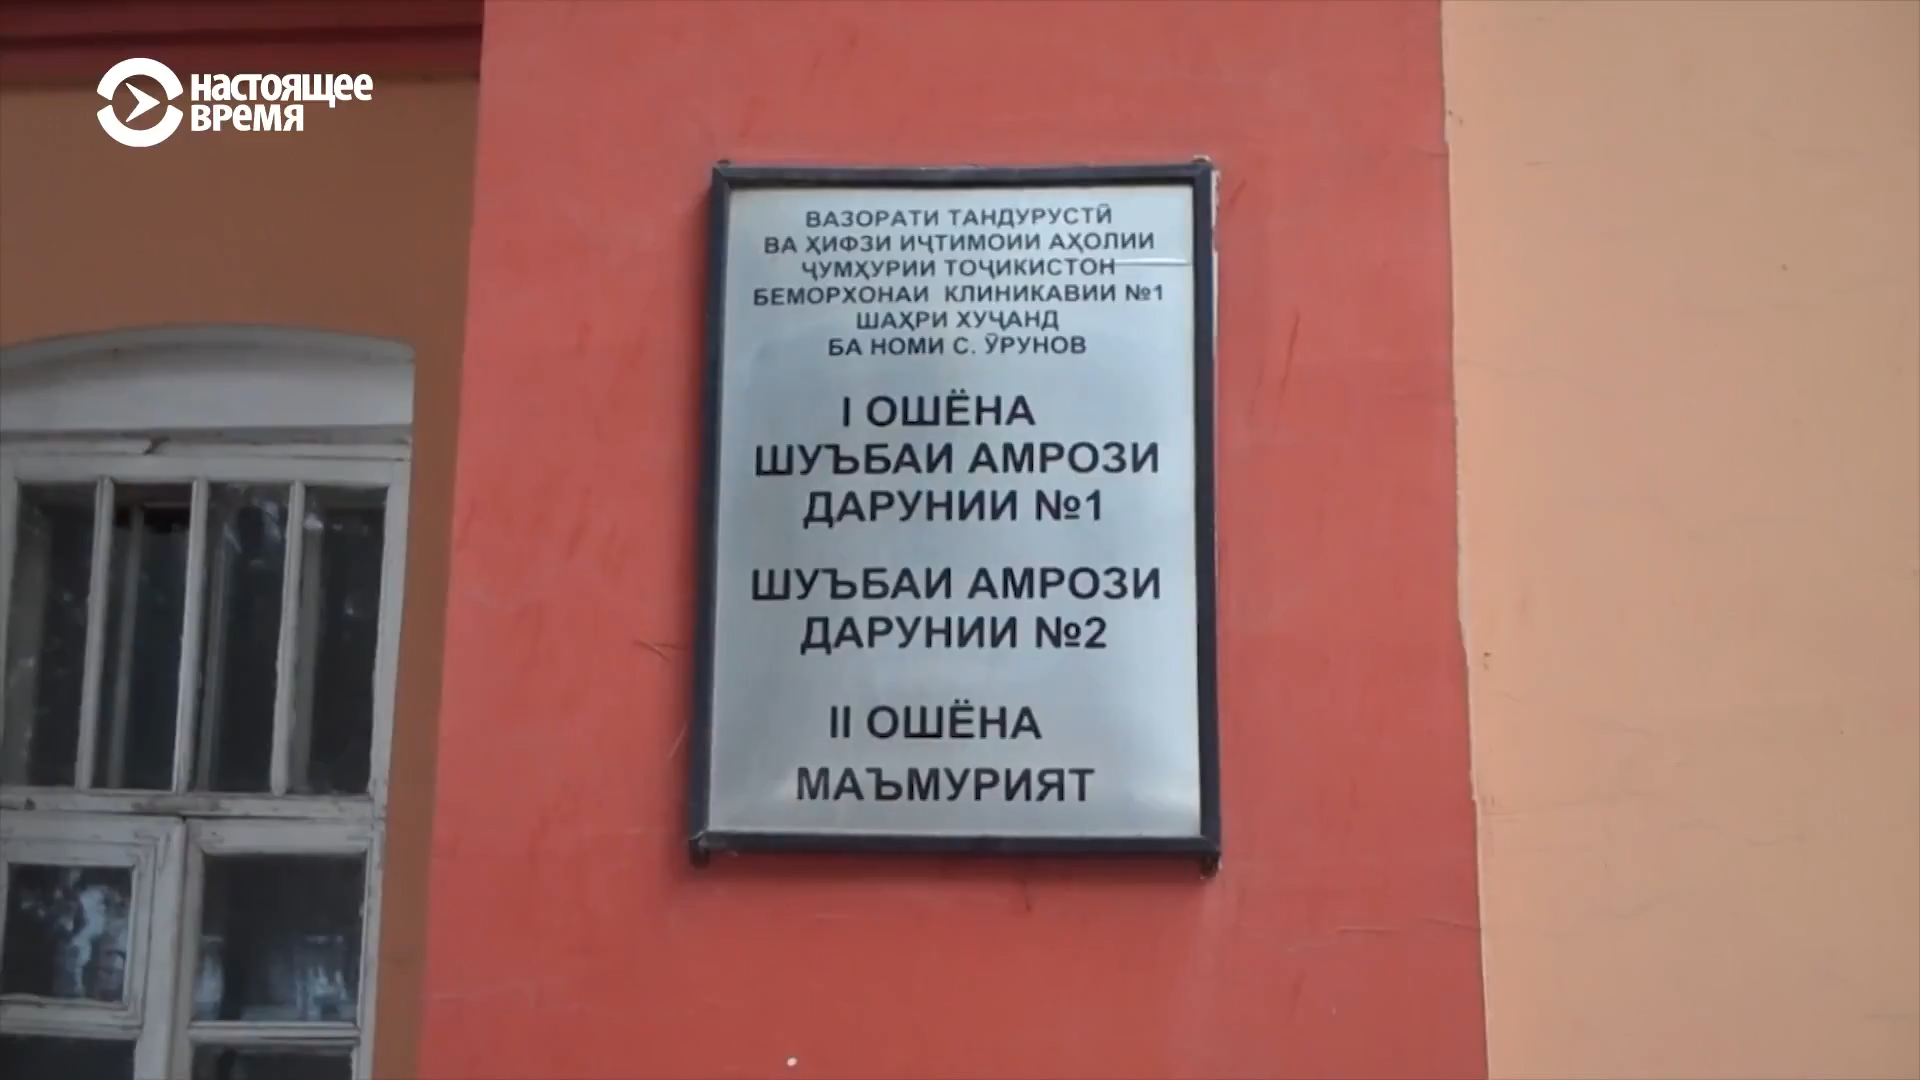 настоящее
время
ВАЗОРАТИ ТАНДУРУСТӢ
ВА ҲИФЗИ ИҶТИМОИИ АҲОЛИИ
ҶУМҲУРИИ ТОҶИКИСТОН
БЕМОРХОНАИ КЛИНИКАВИИ №1
ШАҲРИ ХУҶАНД
БА НОМИ С. ӮРУНОВ
I ОШЁНА
ШУЪБАИ АМРОЗИ
ДАРУНИИ №1
ШУЪБАИ АМРОЗИ
ДАРУНИИ №2
II ОШЁНА
МАЪМУРИЯТ